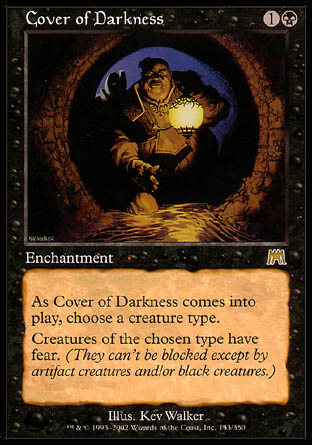 Cover of Darkness 1
KEV WALKER
Enchantment
As Cover of Darkness comes into
play, choose a creature type.
Creatures of the chosen type have
fear. (They can't be blocked except by
artifact creatures and/or black creatures.)
Illus. Kev Walker
™ & © 1993-2002 Wizards of the Coast, Inc. 133/350